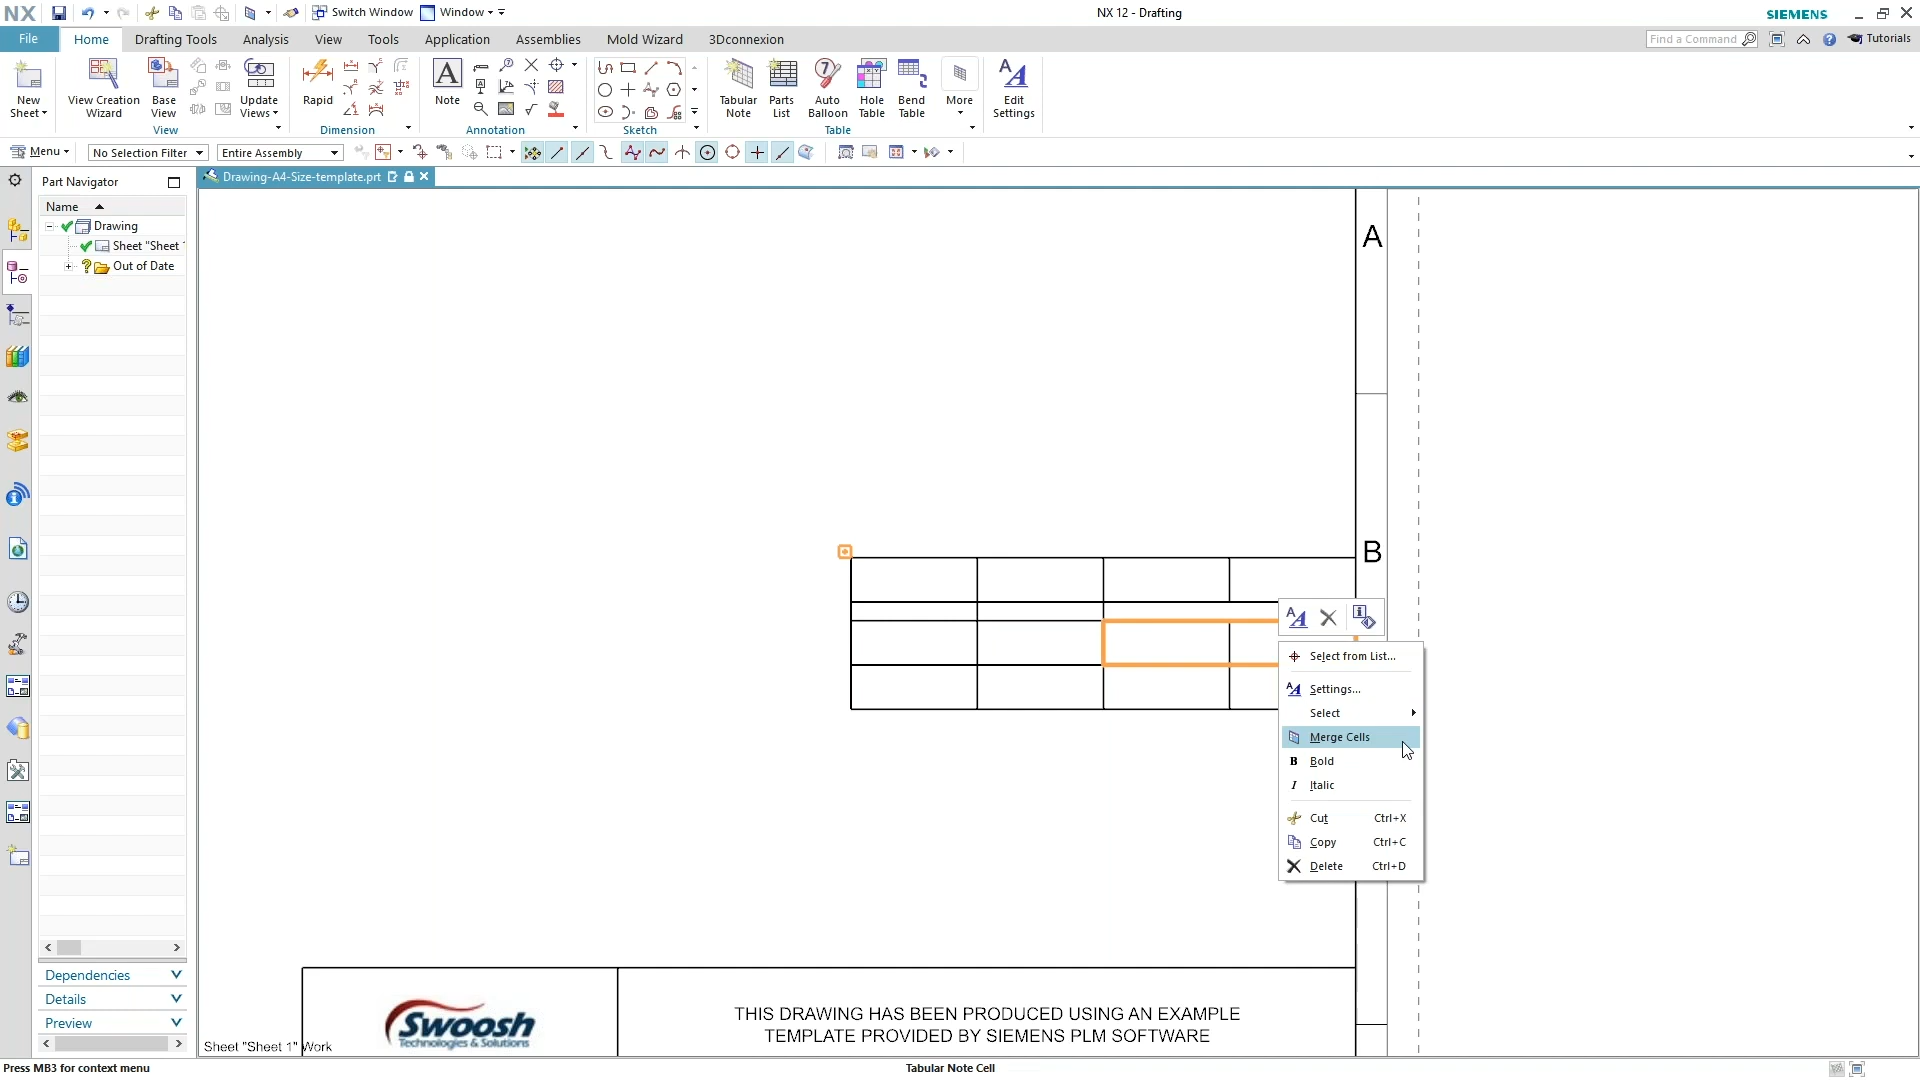 NX
Switch Window
Window
NX 12 - Drafting
SIEMENS
File
Home
Drafting Tools
Analysis
View
Tools
Application
Assemblies
Mold Wizard
3Dconnexion
Find a Command
Tutorials
New
Sheet
View Creation
Wizard
Base
View
Update
Views
Rapid
A
Note
Tabular
Note
Parts
List
Auto
Balloon
Hole
Table
Bend
Table
More
Edit
Settings
View
Dimension
Annotation
Sketch
Table
Menu
No Selection Filter
Entire Assembly
Part Navigator
Drawing-A4-Size-template.prt
Name
Drawing
Sheet "Sheet
Out of Date
A
B
Select from List...
Settings...
Select
Merge Cells
B Bold
I Italic
Cut Ctrl+X
Copy Ctrl+C
Delete Ctrl+D
Dependencies
Details
Preview
Swoosh
Technologies & Solutions
THIS DRAWING HAS BEEN PRODUCED USING AN EXAMPLE
TEMPLATE PROVIDED BY SIEMENS PLM SOFTWARE
Sheet "Sheet 1" Work
Press MB3 for context menu
Tabular Note Cell